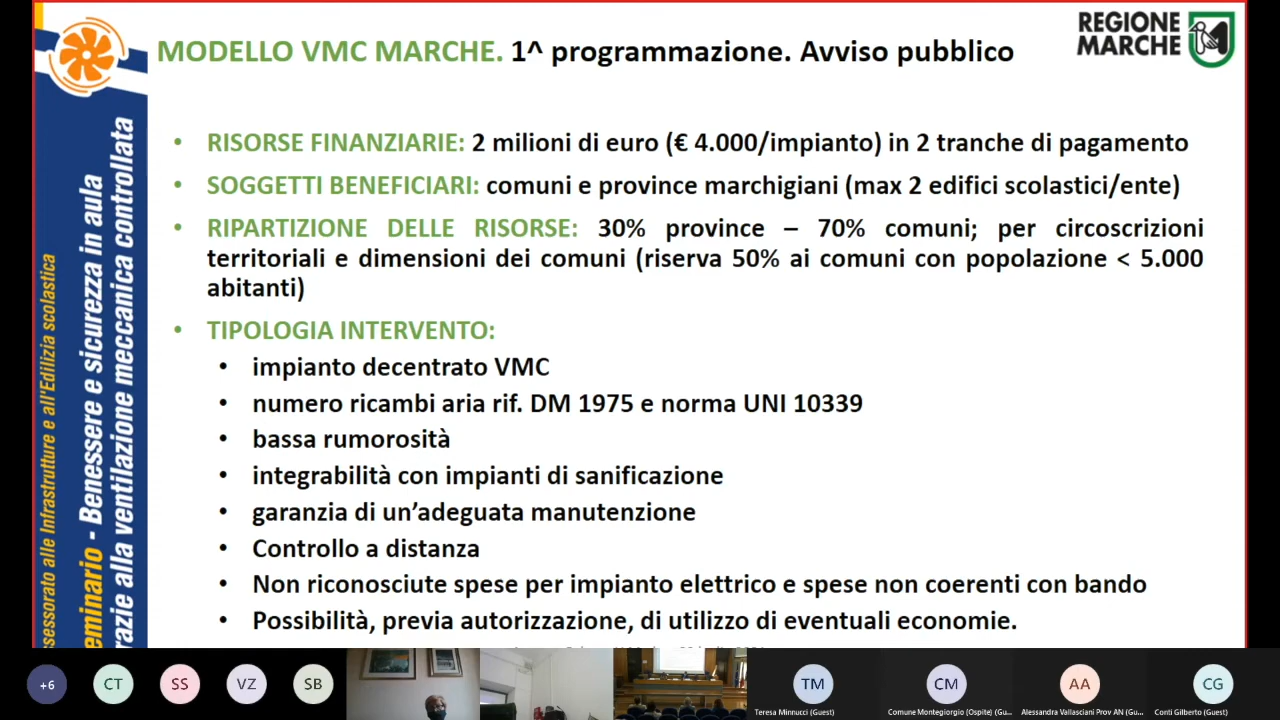 REGIONE
MARCHE
MODELLO VMC MARCHE. 1^ programmazione. Avviso pubblico
• RISORSE FINANZIARIE: 2 milioni di euro (€ 4.000/impianto) in 2 tranche di pagamento
• SOGGETTI BENEFICIARI: comuni e province marchigiani (max 2 edifici scolastici/ente)
• RIPARTIZIONE DELLE RISORSE: 30% province – 70% comuni; per circoscrizioni
territoriali e dimensioni dei comuni (riserva 50% ai comuni con popolazione < 5.000
abitanti)
• TIPOLOGIA INTERVENTO:
• impianto decentrato VMC
• numero ricambi aria rif. DM 1975 e norma UNI 10339
• bassa rumorosità
• integrabilità con impianti di sanificazione
• garanzia di un’adeguata manutenzione
• Controllo a distanza
• Non riconosciute spese per impianto elettrico e spese non coerenti con bando
• Possibilità, previa autorizzazione, di utilizzo di eventuali economie.
ssessorato alle Infrastrutture e all'Edilizia scolastica
eminario - Benessere e sicurezza in aula
razie alla ventilazione meccanica controllata
+6
CT
SS
VZ
SB
TM
CM
AA
CG
Teresa Minnucci (Guest)
Comune Montegiorgio (Ospite) (Gu...
Alessandra Vallasciani Prov AN (Gu...
Conti Gilberto (Guest)